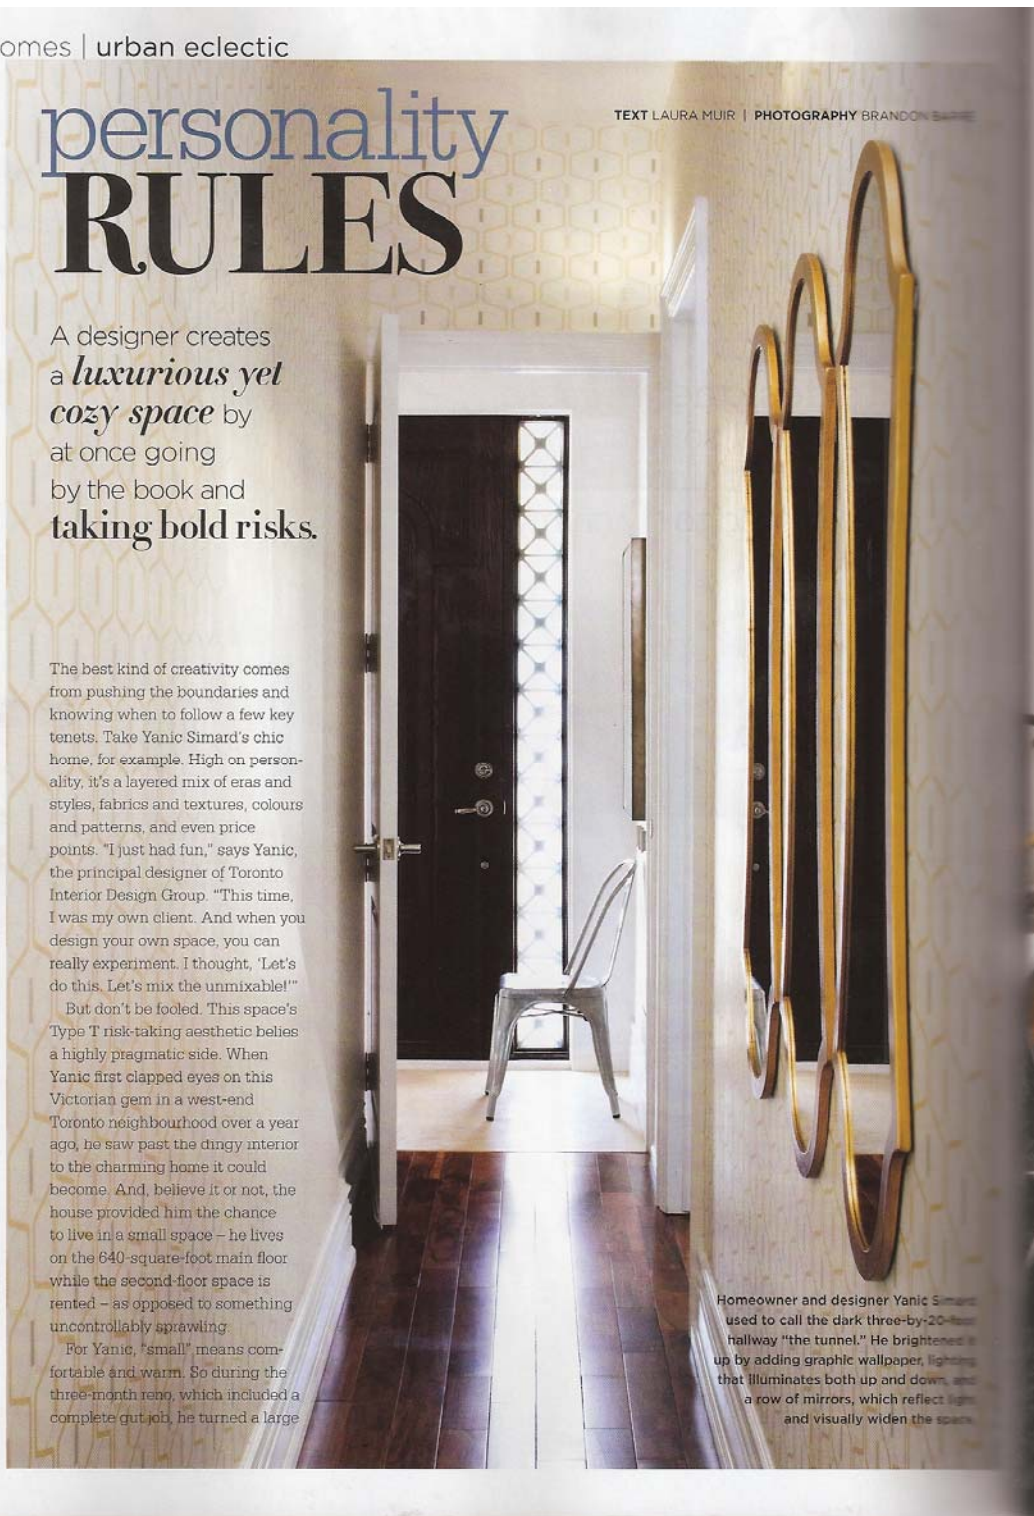 omes | urban eclectic
personality
RULES
TEXT LAURA MUIR | PHOTOGRAPHY BRANDON BARRÉ
A designer creates
a luxurious yet
cozy space by
at once going
by the book and
taking bold risks.
The best kind of creativity comes
from pushing the boundaries and
knowing when to follow a few key
tenets. Take Yanic Simard's chic
home, for example. High on person-
ality, it's a layered mix of eras and
styles, fabrics and textures, colours
and patterns, and even price
points. "I just had fun," says Yanic,
the principal designer of Toronto
Interior Design Group. "This time,
I was my own client. And when you
design your own space, you can
really experiment. I thought, 'Let's
do this. Let's mix the unmixable!'"
But don't be fooled. This space's
Type T risk-taking aesthetic belies
a highly pragmatic side. When
Yanic first clapped eyes on this
Victorian gem in a west-end
Toronto neighbourhood over a year
ago, he saw past the dingy interior
to the charming home it could
become. And, believe it or not, the
house provided him the chance
to live in a small space – he lives
on the 640-square-foot main floor
while the second-floor space is
rented – as opposed to something
uncontrollably sprawling.
For Yanic, "small" means com-
fortable and warm. So during the
three-month reno, which included a
complete gut job, he turned a large
Homeowner and designer Yanic Simard
used to call the dark three-by-20-foot
hallway "the tunnel." He brightened it
up by adding graphic wallpaper, lighting
that illuminates both up and down, and
a row of mirrors, which reflect light
and visually widen the space.